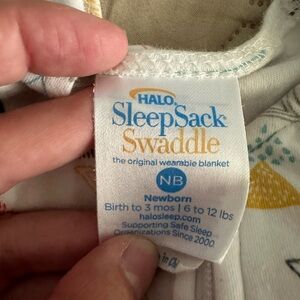 HALO
SleepSack
Swaddle
the original wearable blanket
NB
Newborn
Birth to 3 mos | 6 to 12 lbs
halosleep.com
Supporting Safe Sleep
Organizations Since 2000